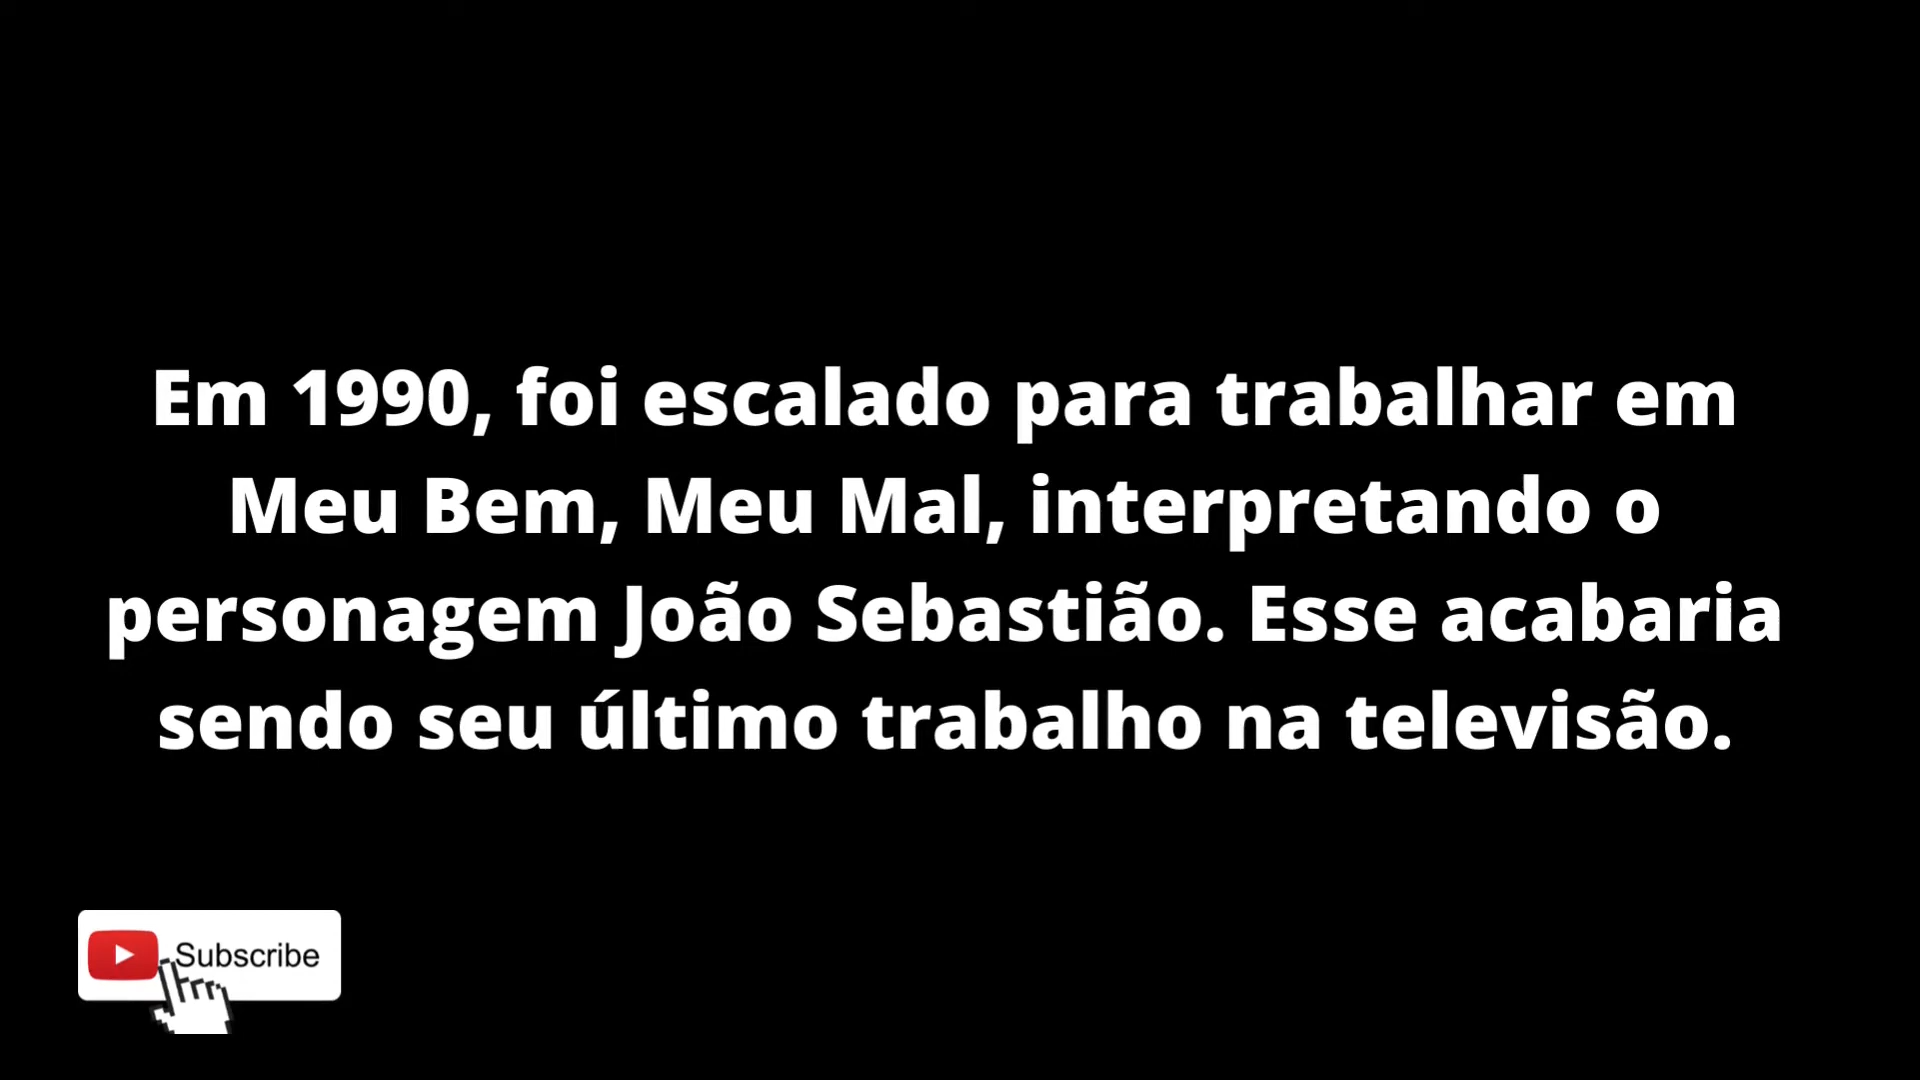 Em 1990, foi escalado para trabalhar em
Meu Bem, Meu Mal, interpretando o
personagem João Sebastião. Esse acabaria
sendo seu último trabalho na televisão.
Subscribe